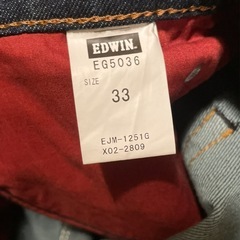 EDWIN.
EG5036
SIZE
33
EJM-1251G
X02-2809